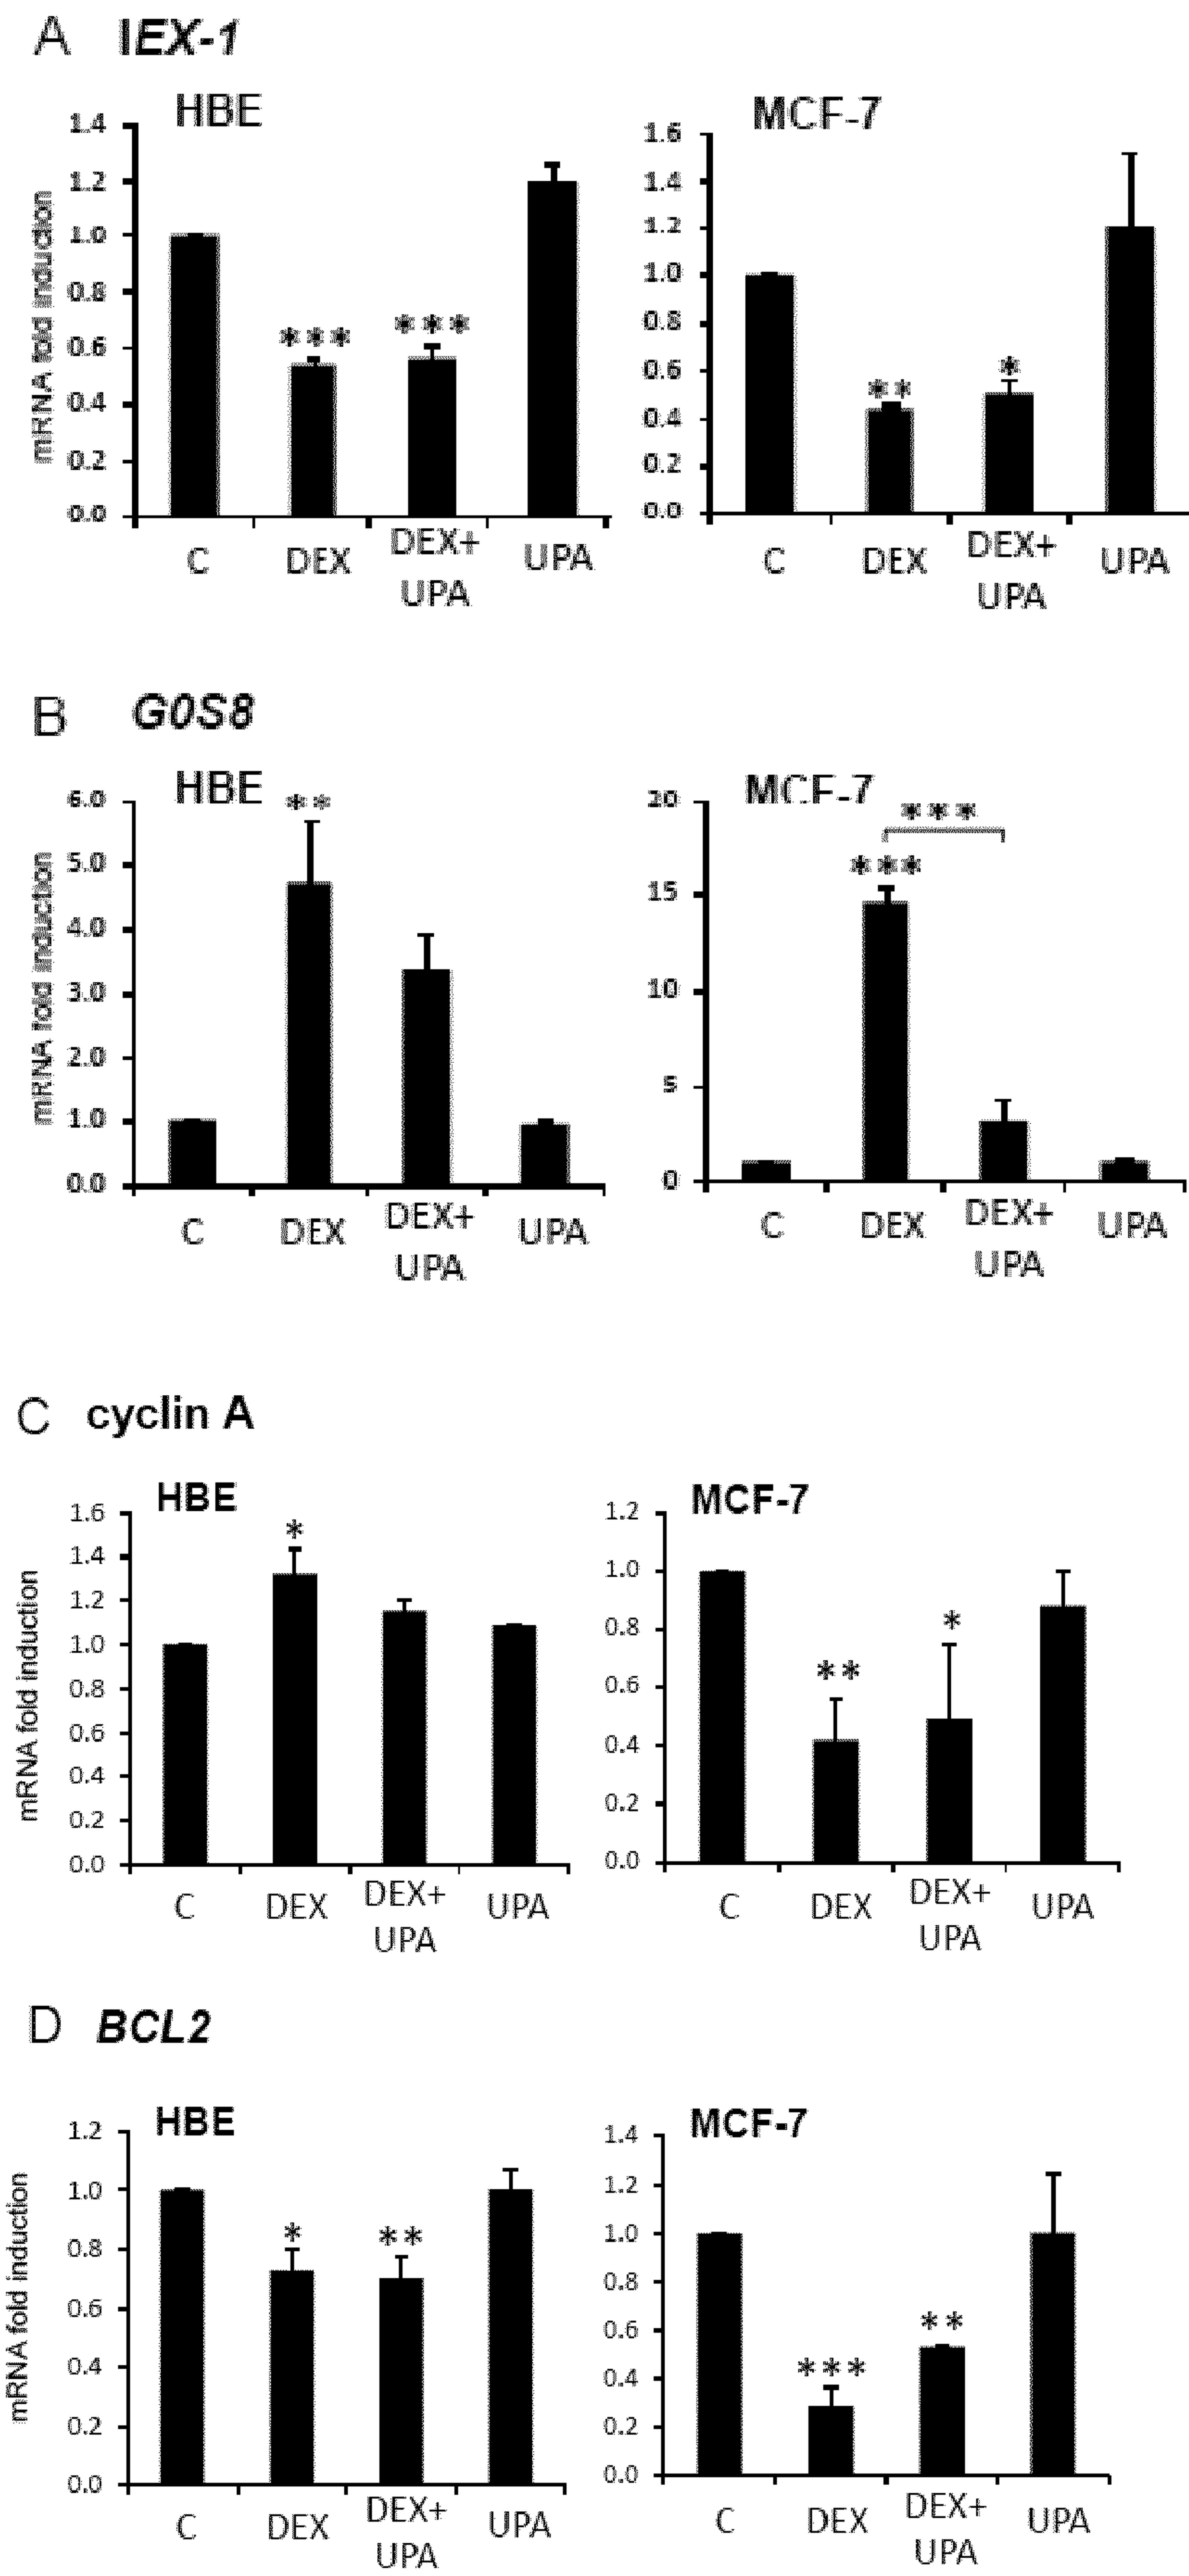 A IEX-1
HBE
mRNA fold induction
1.4
1.2
1.0
0.8
0.6
0.4
0.2
0.0
***
***
C DEX DEX+ UPA
UPA
MCF-7
1.6
1.4
1.2
1.0
0.8
0.6
0.4
0.2
0.0
**
*
C DEX DEX+ UPA
UPA
B G0S8
HBE
mRNA fold induction
6.0
5.0
4.0
3.0
2.0
1.0
0.0
**
C DEX DEX+ UPA
UPA
MCF-7
20
15
10
5
0
***
***
C DEX DEX+ UPA
UPA
C cyclin A
HBE
mRNA fold induction
1.6
1.4
1.2
1.0
0.8
0.6
0.4
0.2
0.0
*
C DEX DEX+ UPA
UPA
MCF-7
1.2
1.0
0.8
0.6
0.4
0.2
0.0
**
*
C DEX DEX+ UPA
UPA
D BCL2
HBE
mRNA fold induction
1.2
1.0
0.8
0.6
0.4
0.2
0.0
*
**
C DEX DEX+ UPA
UPA
MCF-7
1.4
1.2
1.0
0.8
0.6
0.4
0.2
0.0
***
**
C DEX DEX+ UPA
UPA